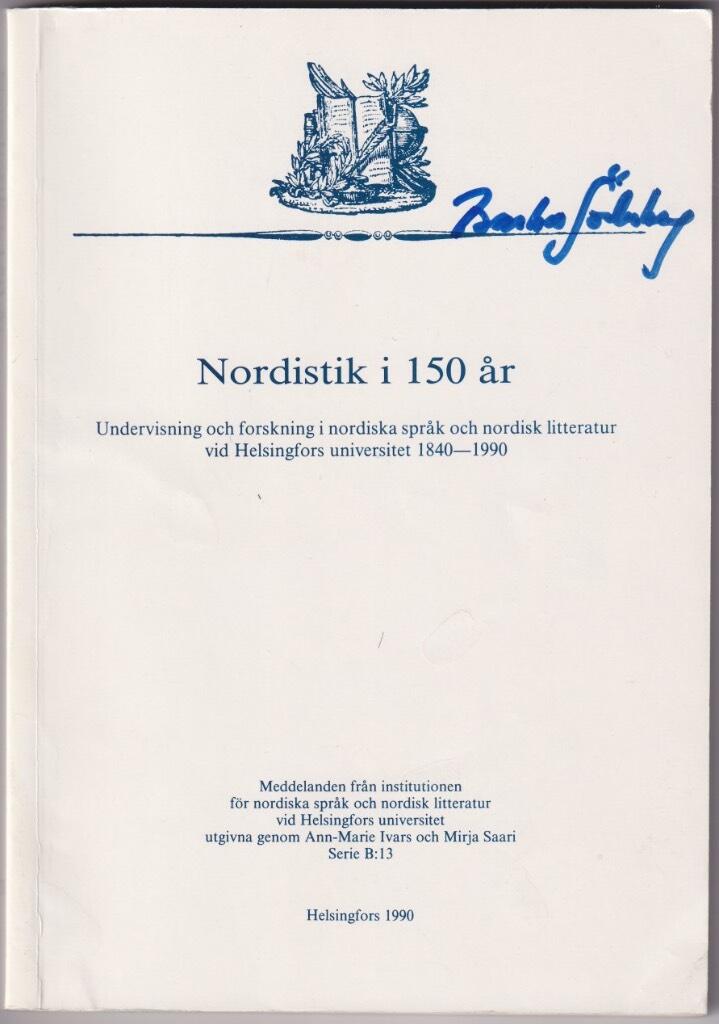 Nordistik i 150 år
Undervisning och forskning i nordiska språk och nordisk litteratur
vid Helsingfors universitet 1840—1990
Meddelanden från institutionen
för nordiska språk och nordisk litteratur
vid Helsingfors universitet
utgivna genom Ann-Marie Ivars och Mirja Saari
Serie B:13
Helsingfors 1990